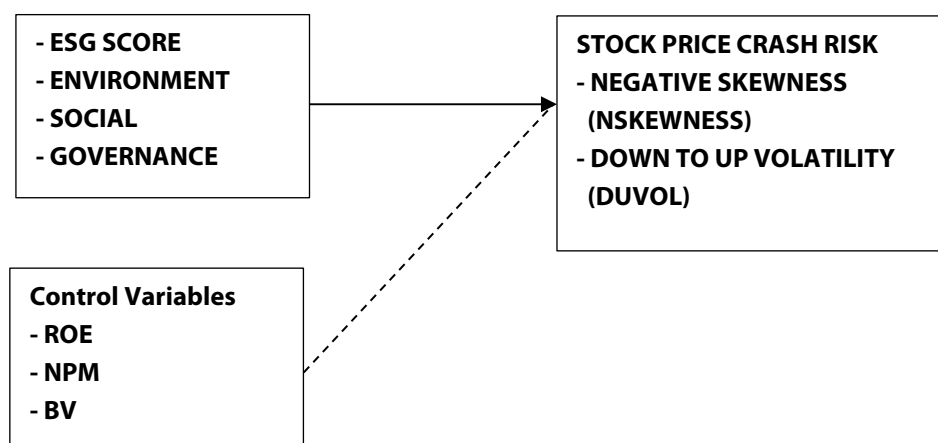 - ESG SCORE
- ENVIRONMENT
- SOCIAL
- GOVERNANCE
STOCK PRICE CRASH RISK
- NEGATIVE SKEWNESS
(NSKEWNESS)
- DOWN TO UP VOLATILITY
(DUVOL)
Control Variables
- ROE
- NPM
- BV